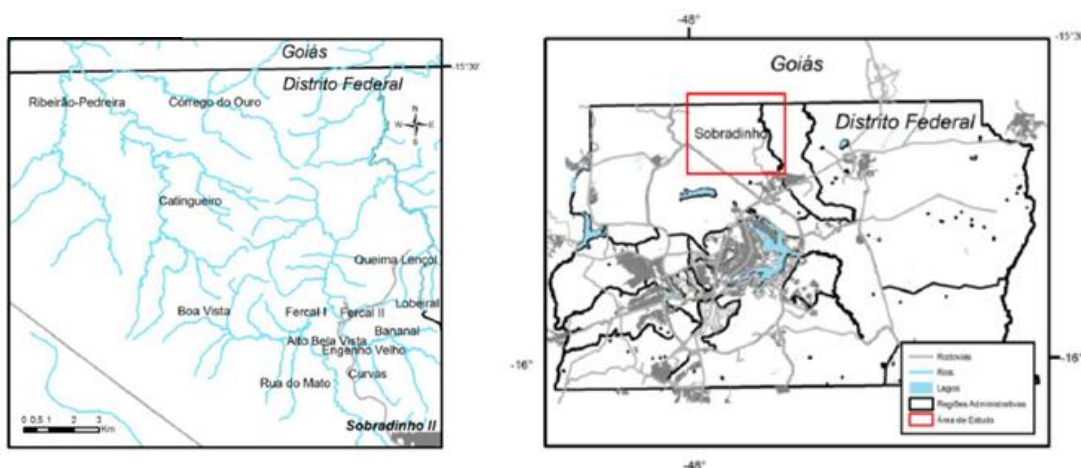 Goiás
-15°30'
Distrito Federal
Ribeirão-Pedreira
Córrego do Ouro
N
W
E
S
Catingueiro
Queima Lençol
Lobeiral
Boa Vista
Fercal I
Fercal II
Bananal
Alto Bela Vista
Engenho Velho
Curvas
Rua do Mato
0 0,5 1 2 3
Km
Sobradinho II
-48°
-15°30'
Goiás
Sobradinho
Distrito Federal
-16°
-16°
Rodovias
Rios
Lagos
Regiões Administrativas
Área de Estudo
-48°